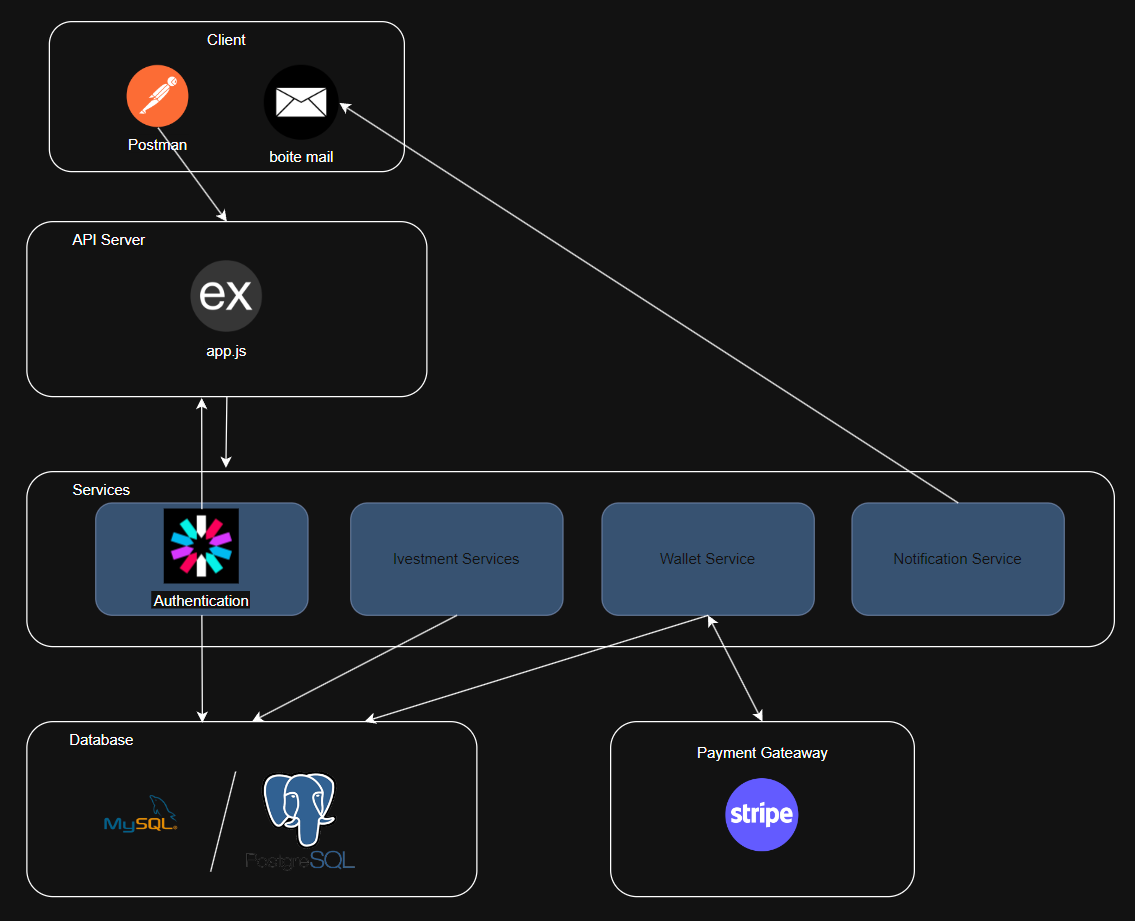 Client
Postman
boite mail
API Server
ex
app.js
Services
Authentication
Ivestment Services
Wallet Service
Notification Service
Database
MySQL
PostgreSQL
Payment Gateaway
stripe